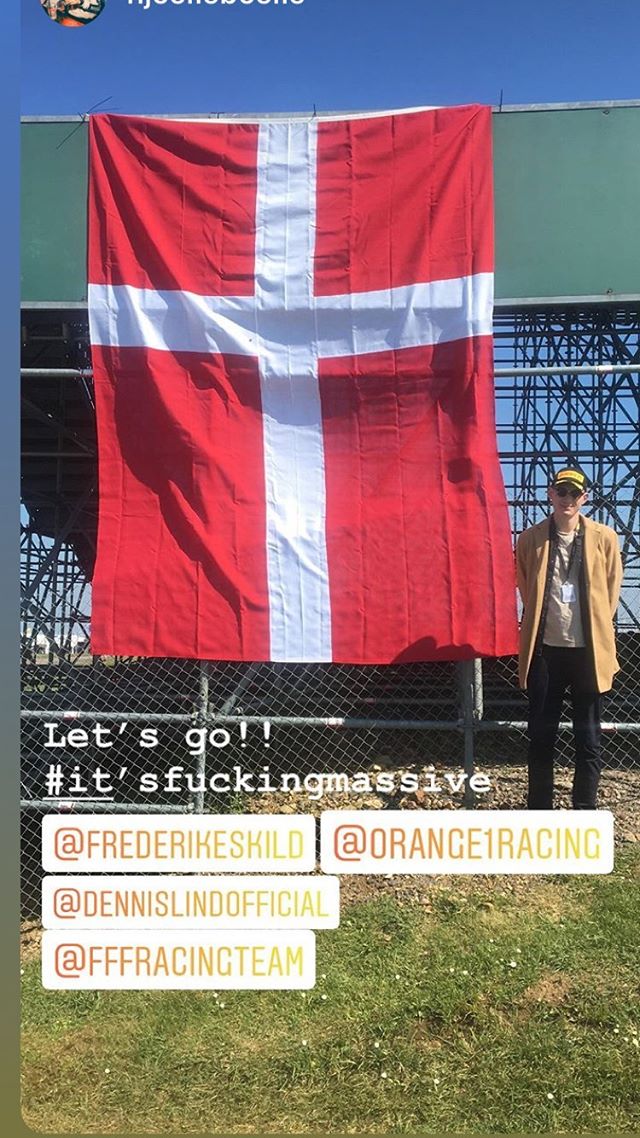 Let's go!!
#it'sfuckingmassive
@FREDERIKESKILD @ORANGE1RACING
@DENNISLINDOFFICIAL
@FFFRACINGTEAM